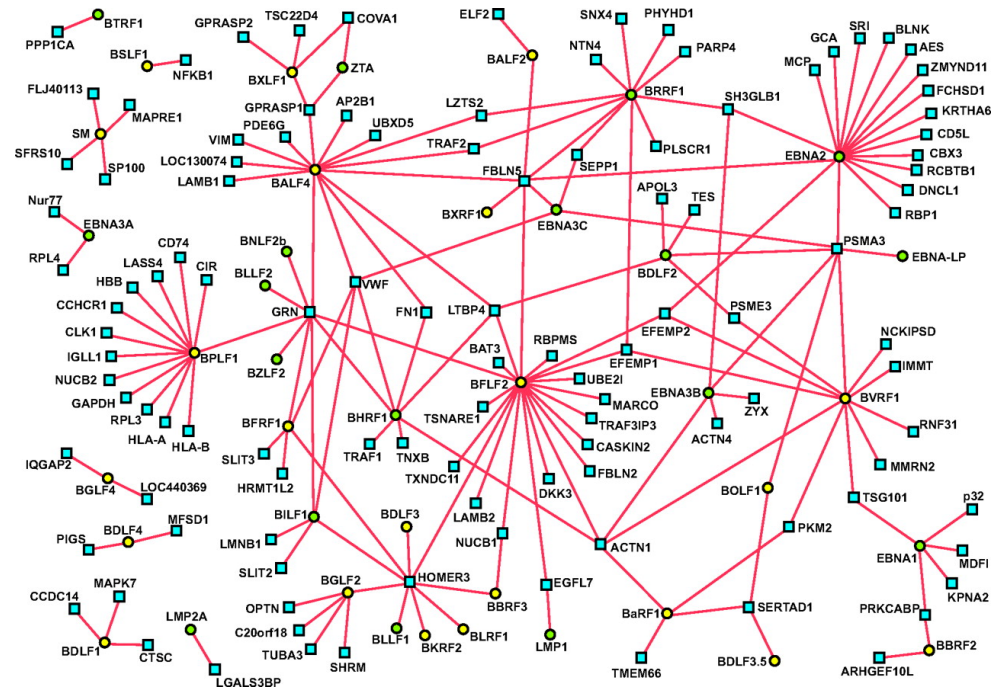 BTRF1
PPP1CA
BSLF1
NFKB1
FLJ40113
SM
MAPRE1
SFRS10
SP100
Nur77
EBNA3A
RPL4
GPRASP2
TSC22D4
COVA1
BXLF1
ZTA
GPRASP1
AP2B1
PDE6G
UBXD5
VIM
LOC130074
LAMB1
BALF4
ELF2
BALF2
LZTS2
TRAF2
FBLN5
BXRF1
SEPP1
EBNA3C
SNX4
PHYHD1
NTN4
PARP4
BRRF1
PLSCR1
SH3GLB1
APOL3
TES
BDLF2
GCA
SRI
BLNK
AES
MCP
ZMYND11
FCHSD1
KRTHA6
CD5L
CBX3
RCBTB1
DNCL1
RBP1
EBNA2
PSMA3
EBNA-LP
BNLF2b
BLLF2
GRN
BZLF2
VWF
FN1
LTBP4
PSME3
EFEMP2
EFEMP1
CD74
LASS4
CIR
HBB
CCHCR1
CLK1
IGLL1
BPLF1
NUCB2
GAPDH
RPL3
HLA-A
HLA-B
BAT3
RBPMS
BFLF2
UBE2I
MARCO
TRAF3IP3
CASKIN2
FBLN2
DKK3
TSNARE1
TXNDC11
LAMB2
NUCB1
EBNA3B
ZYX
ACTN4
NCKIPSD
IMMT
BVRF1
RNF31
MMRN2
BFRF1
SLIT3
HRMT1L2
BHRF1
TRAF1
TNXB
IQGAP2
BGLF4
LOC440369
BDLF4
MFSD1
PIGS
BILF1
LMNB1
SLIT2
BDLF3
HOMER3
BGLF2
OPTN
C20orf18
TUBA3
SHRM
BLLF1
BKRF2
BLRF1
BBRF3
EGFL7
LMP1
ACTN1
BOLF1
PKM2
TSG101
p32
EBNA1
MDFI
KPNA2
PRKCABP
BBRF2
ARHGEF10L
BaRF1
TMEM66
SERTAD1
BDLF3.5
CCDC14
MAPK7
BDLF1
CTSC
LMP2A
LGALS3BP